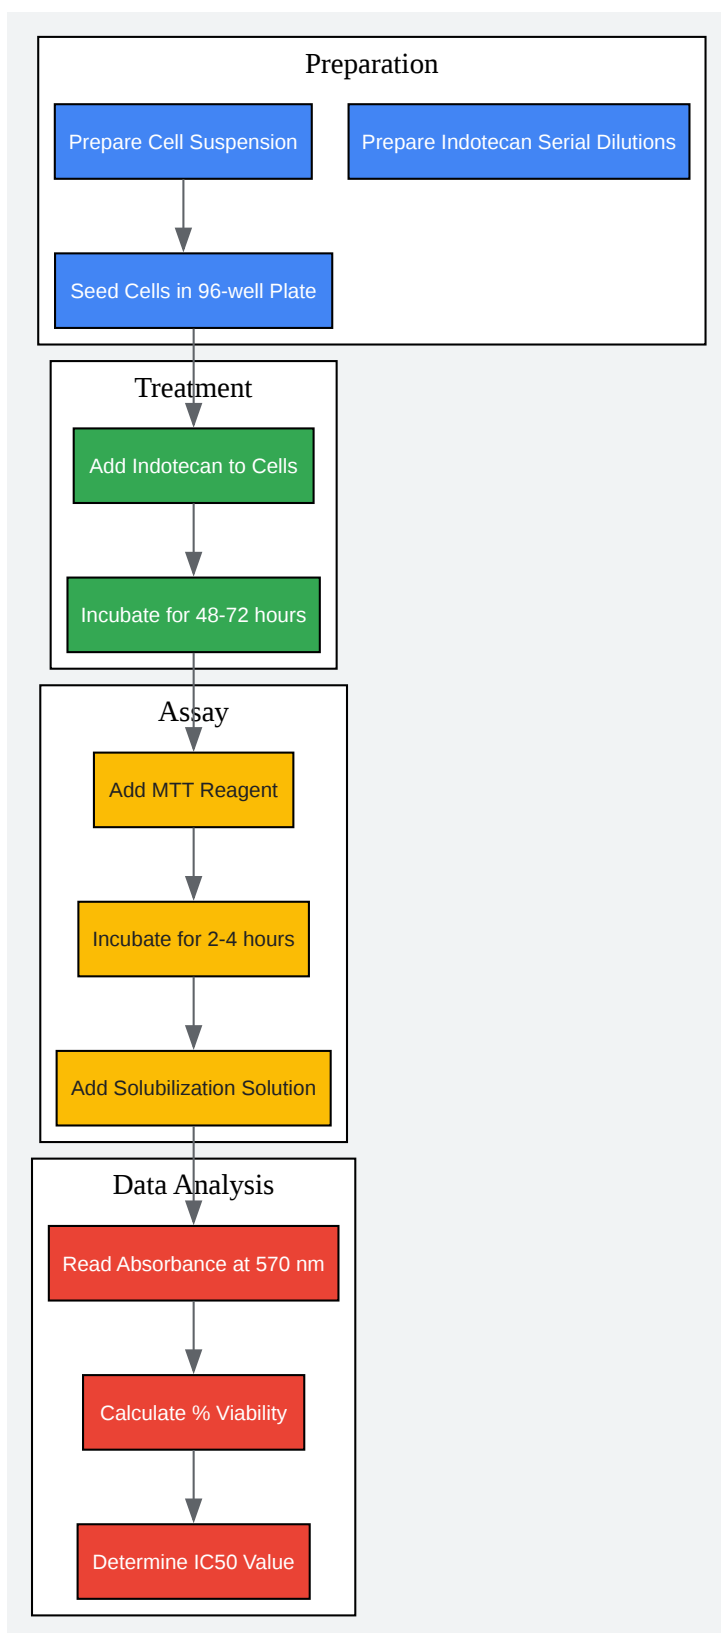 Preparation
Prepare Cell Suspension
Prepare Indotecan Serial Dilutions
Seed Cells in 96-well Plate
Treatment
Add Indotecan to Cells
Incubate for 48-72 hours
Assay
Add MTT Reagent
Incubate for 2-4 hours
Add Solubilization Solution
Data Analysis
Read Absorbance at 570 nm
Calculate % Viability
Determine IC50 Value